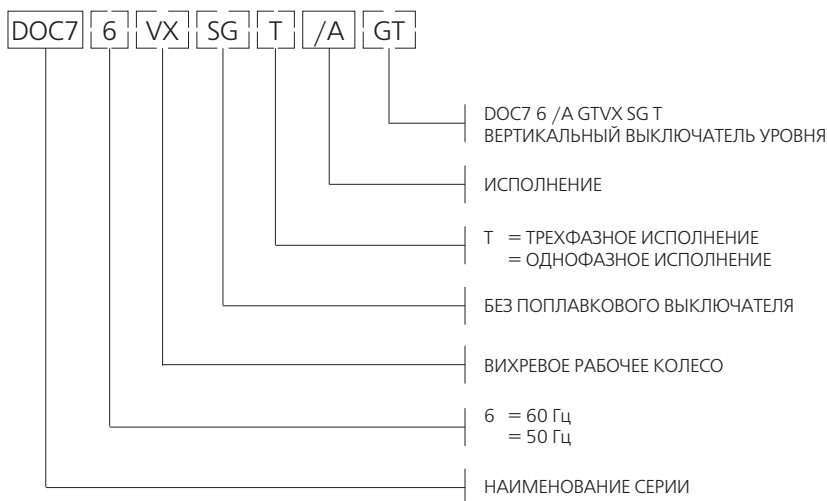 DOC7 6 VX SG T /A GT
DOC7 6 /A GTVX SG T
ВЕРТИКАЛЬНЫЙ ВЫКЛЮЧАТЕЛЬ УРОВНЯ
ИСПОЛНЕНИЕ
T = ТРЕХФАЗНОЕ ИСПОЛНЕНИЕ
= ОДНОФАЗНОЕ ИСПОЛНЕНИЕ
БЕЗ ПОПЛАВКОВОГО ВЫКЛЮЧАТЕЛЯ
ВИХРЕВОЕ РАБОЧЕЕ КОЛЕСО
6 = 60 Гц
= 50 Гц
НАИМЕНОВАНИЕ СЕРИИ